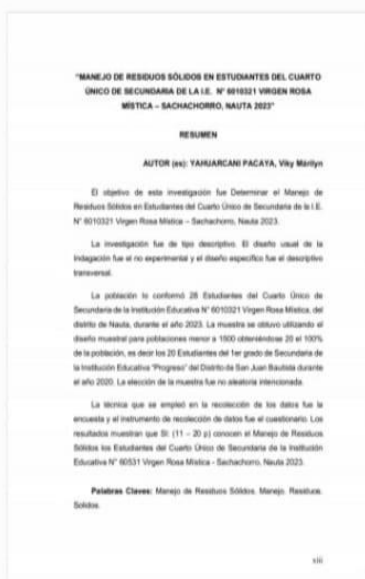 "MANEJO DE RESIDUOS SÓLIDOS EN ESTUDIANTES DEL CUARTO
ÚNICO DE SECUNDARIA DE LA I.E. N° 6010321 VIRGEN ROSA
MÍSTICA – SACHACHORRO, NAUTA 2023"
RESUMEN
AUTOR (es): YAHUARCANI PACAYA, Viky Marilyn
El objetivo de esta investigación fue Determinar el Manejo de
Residuos Sólidos en Estudiantes del Cuarto Único de Secundaria de la I.E.
N° 6010321 Virgen Rosa Mística – Sachachorro, Nauta 2023.
La investigación fue de tipo descriptivo. El diseño usual de la
Indagación fue el no experimental y el diseño específico fue el descriptivo
transversal.
La población lo conformó 28 Estudiantes del Cuarto Único de
Secundaria de la Institución Educativa N° 6010321 Virgen Rosa Mística, del
distrito de Nauta, durante el año 2023. La muestra se obtuvo utilizando el
diseño muestral para poblaciones menor a 1500 obteniéndose 20 el 100%
de la población, es decir los 20 Estudiantes del 1er grado de Secundaria de
la Institución Educativa "Progreso" del Distrito de San Juan Bautista durante
el año 2020. La elección de la muestra fue no aleatoria intencionada.
La técnica que se empleó en la recolección de los datos fue la
encuesta y el instrumento de recolección de datos fue el cuestionario. Los
resultados muestran que SI: (11 – 20 p) conocen el Manejo de Residuos
Sólidos los Estudiantes del Cuarto Único de Secundaria de la Institución
Educativa N° 60531 Virgen Rosa Mística - Sachachorro, Nauta 2023.
Palabras Claves: Manejo de Residuos Sólidos. Manejo. Residuos.
Solidos.
xiii